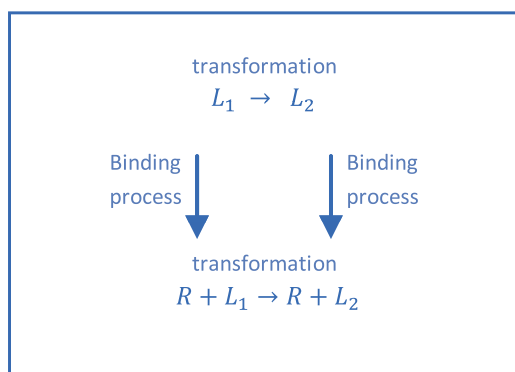 transformation
L₁ → L₂
Binding process
Binding process
transformation
R + L₁ → R + L₂